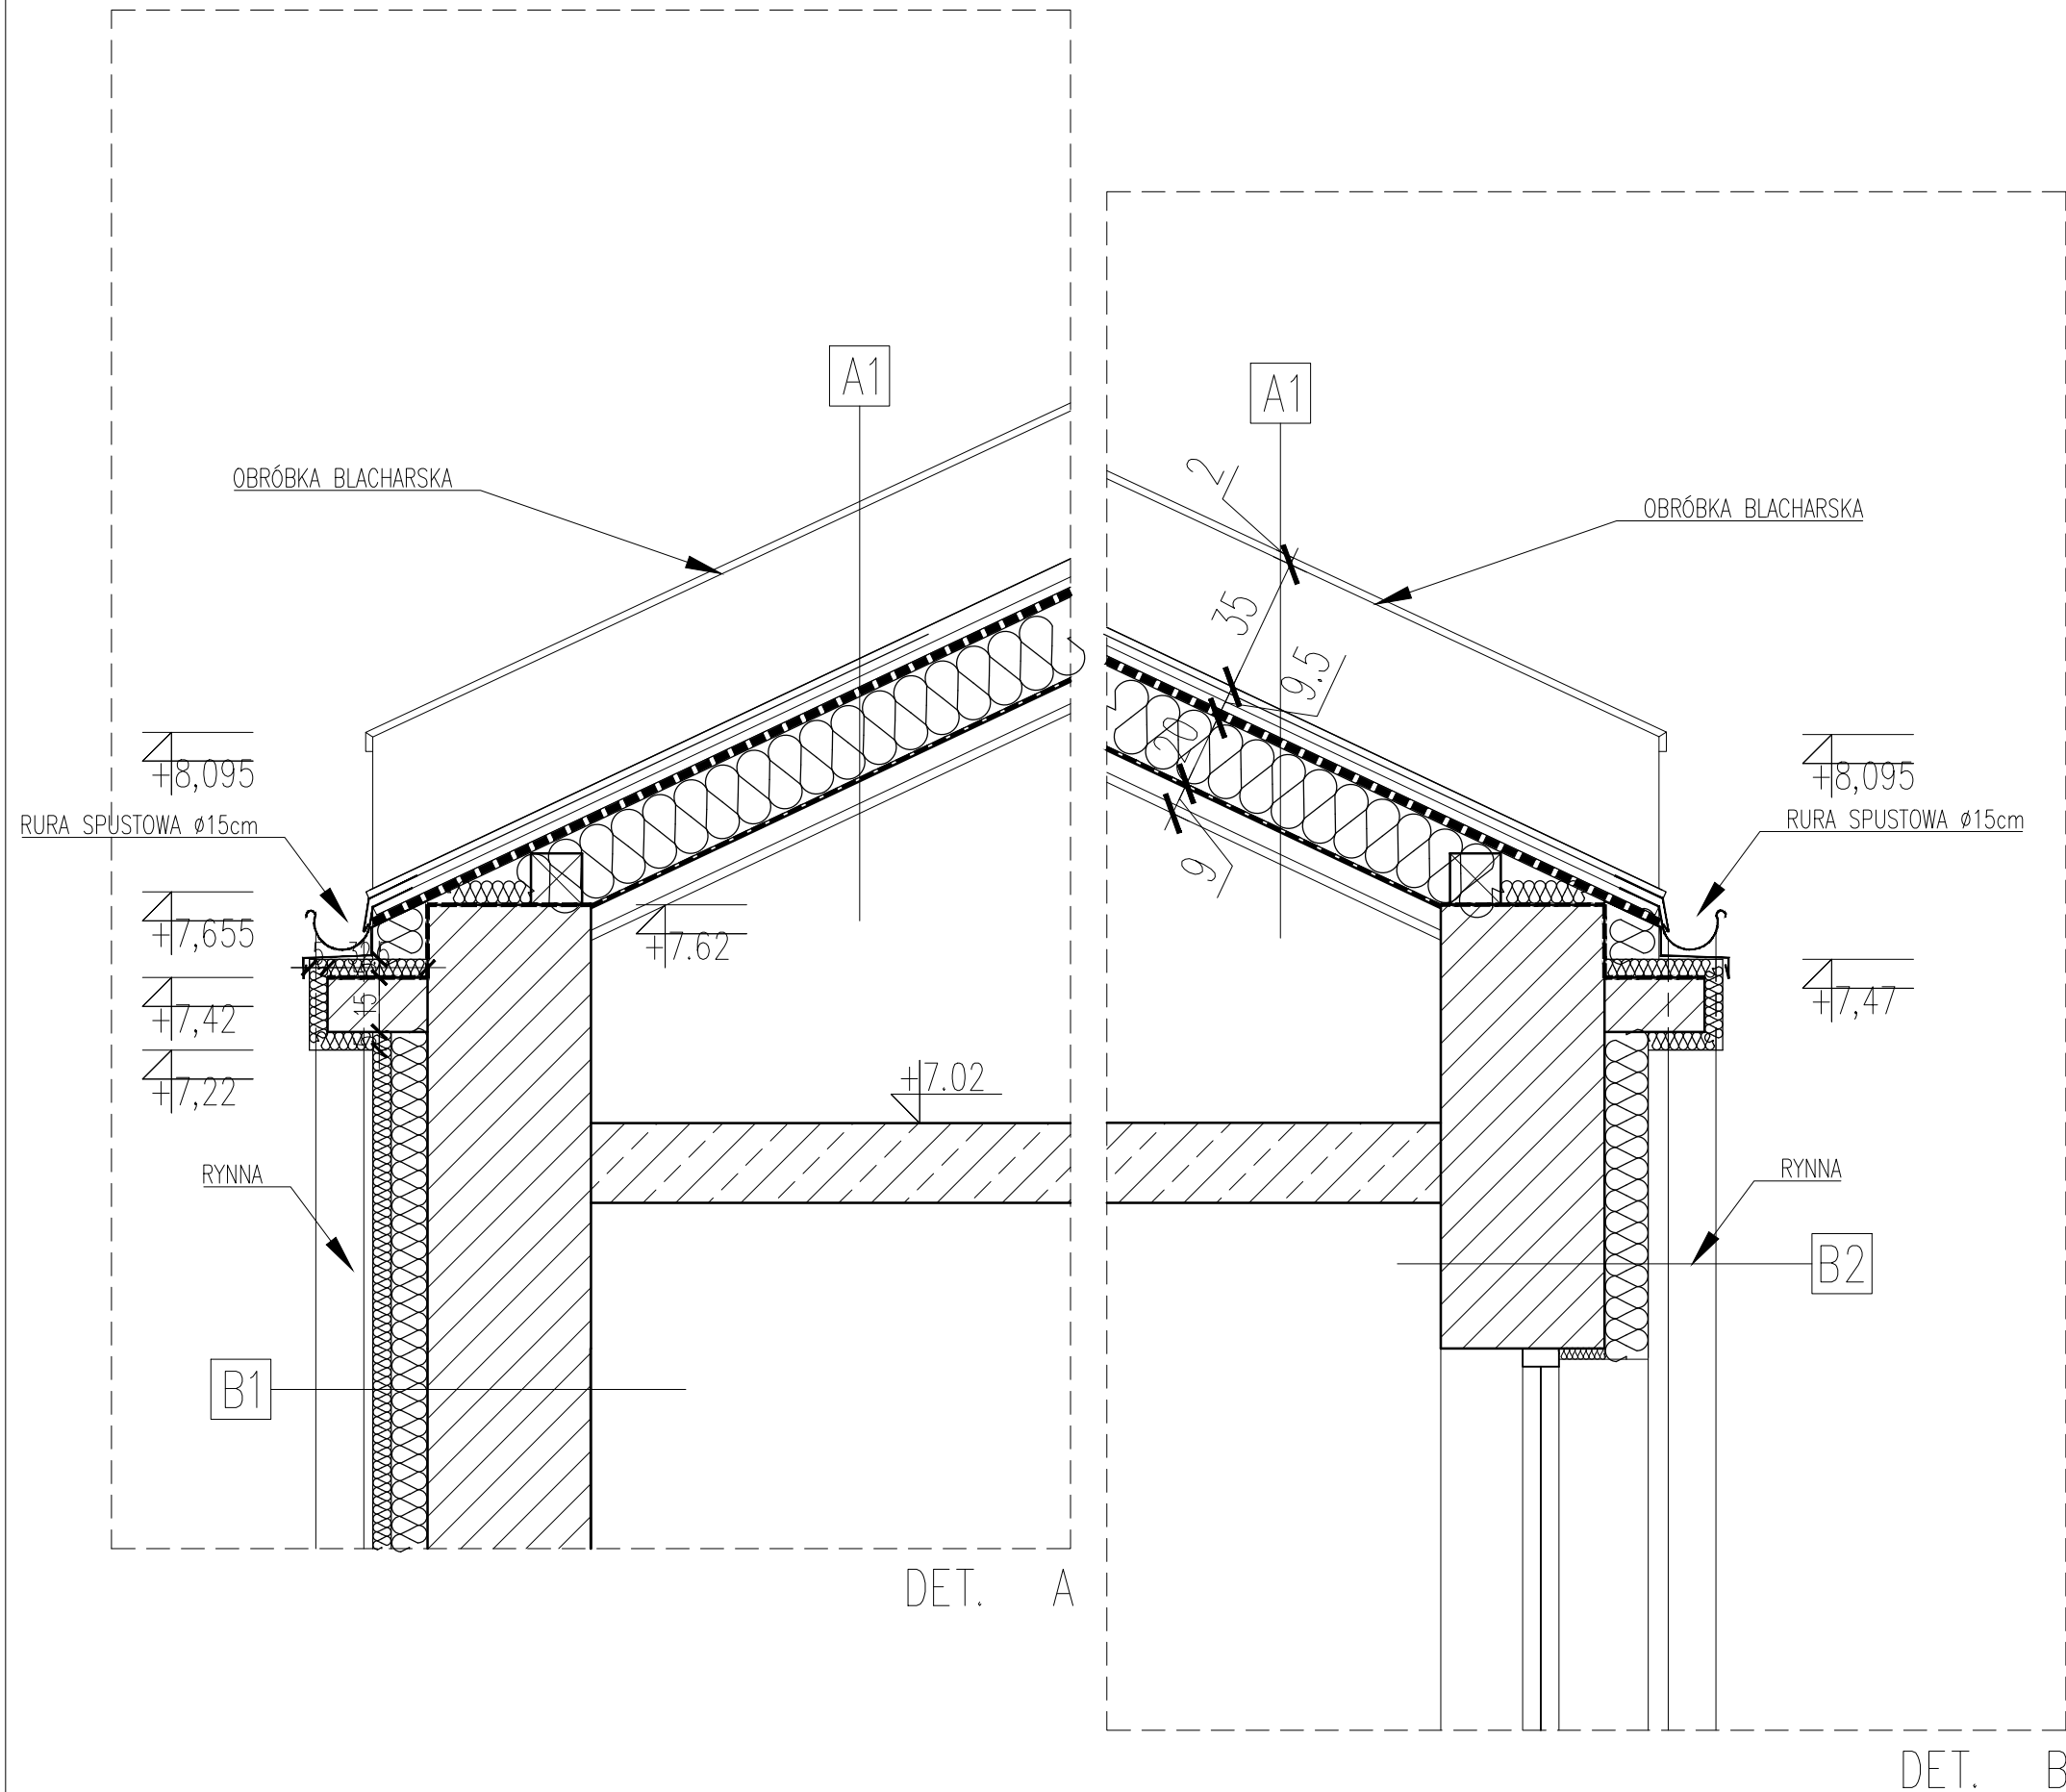 A1
OBRÓBKA BLACHARSKA
+8,095
RURA SPUSTOWA ø15cm
+7,655
+7.62
+7,42
15
+7,22
+7.02
RYNNA
B1
DET. A
A1
2
OBRÓBKA BLACHARSKA
35
9.5
20
9
+8,095
RURA SPUSTOWA ø15cm
+7,47
RYNNA
B2
DET. B